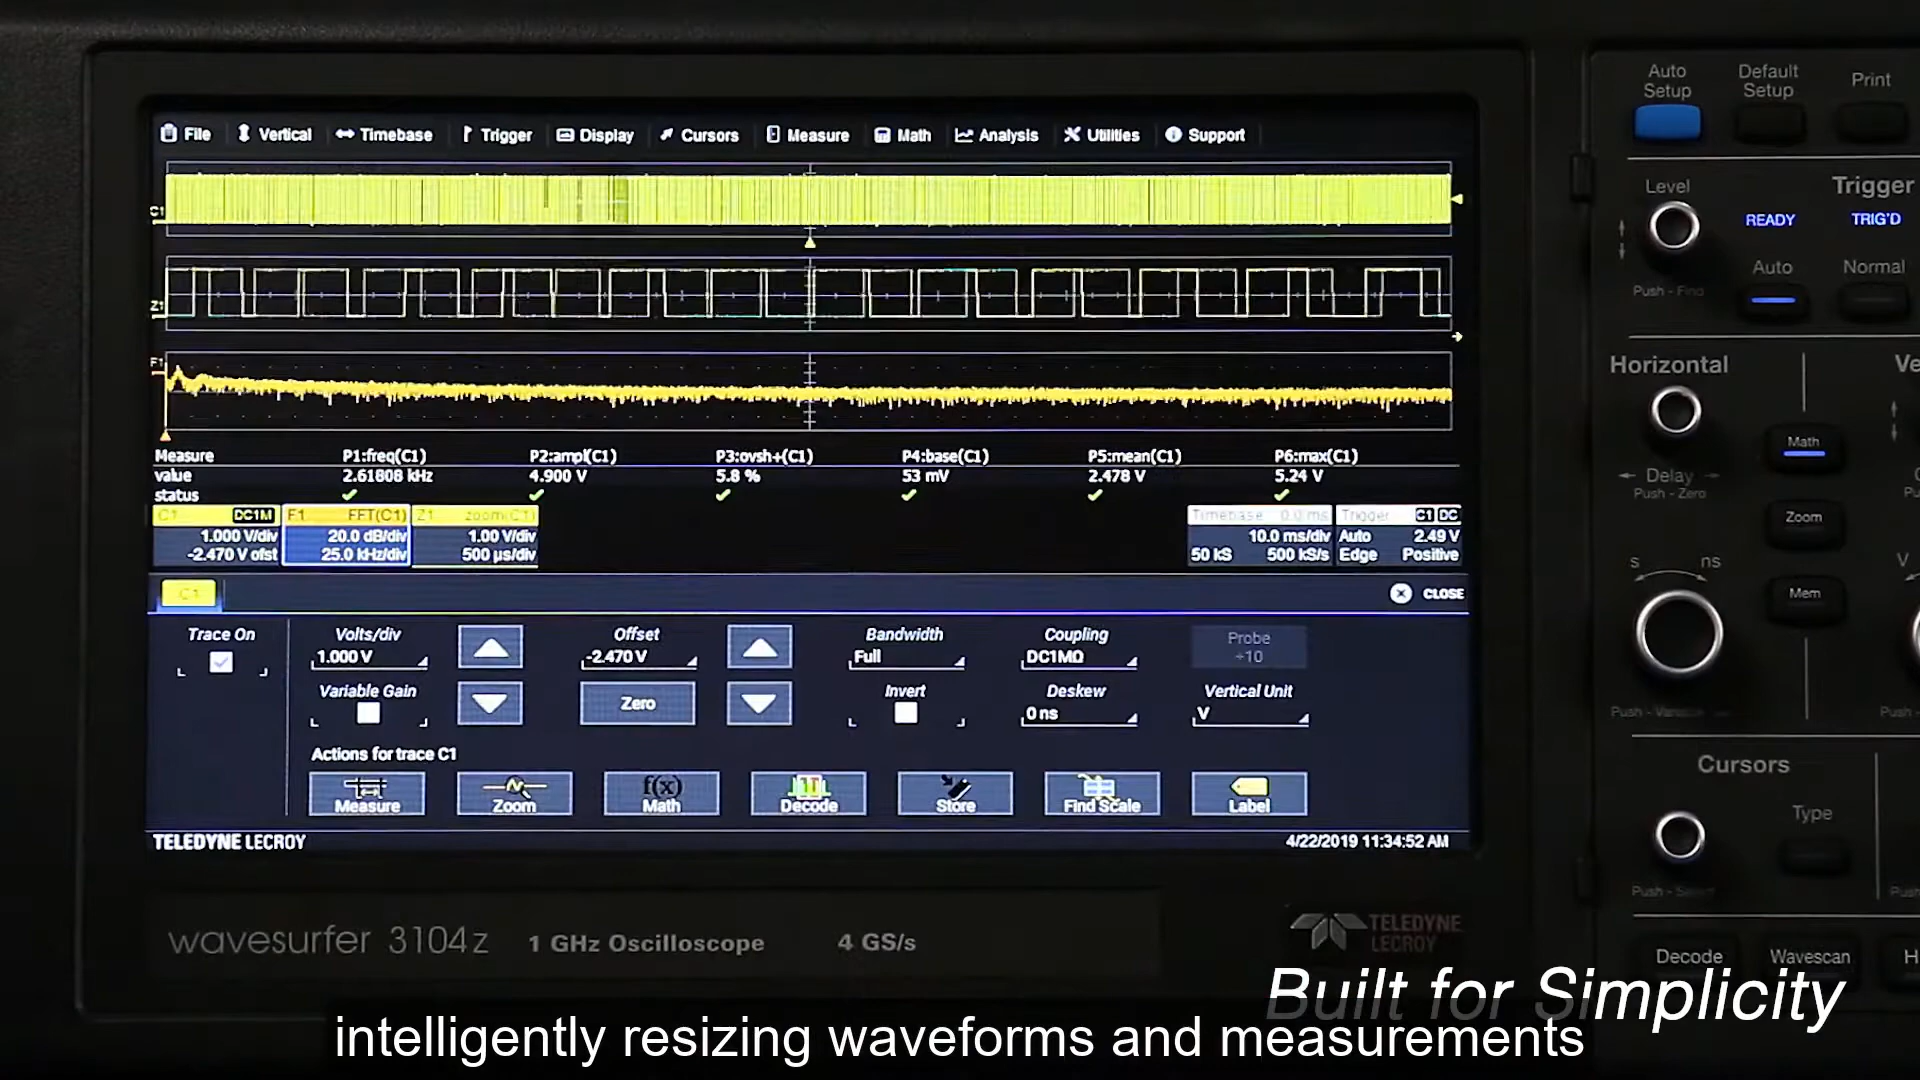 File Vertical Timebase Trigger Display Cursors Measure Math Analysis Utilities Support
C1
Z1
F1
Measure P1:freq(C1) P2:ampl(C1) P3:ovsh+(C1) P4:base(C1) P5:mean(C1) P6:max(C1)
value 2.61808 kHz 4.900 V 5.8 % 53 mV 2.478 V 5.24 V
status
C1 DC1M F1 FFT(C1) Z1 zoom(C1) Timebase 0.0 ms Trigger C1 DC
1.000 V/div 20.0 dB/div 1.00 V/div 10.0 ms/div Auto 2.49 V
-2.470 V ofst 25.0 kHz/div 500 µs/div 50 kS 500 kS/s Edge Positive
C1 CLOSE
Trace On Volts/div Offset Bandwidth Coupling Probe
1.000 V -2.470 V Full DC1MΩ ÷10
Variable Gain Zero Invert Deskew Vertical Unit
0 ns V
Actions for trace C1
Measure Zoom f(x) Math Decode Store Find Scale Label
TELEDYNE LECROY 4/22/2019 11:34:52 AM
wavesurfer 3104z 1 GHz Oscilloscope 4 GS/s
TELEDYNE
LECROY
Auto Setup Default Setup Print
Level Trigger
READY TRIG'D
Auto Normal
Push - Find
Horizontal
Math
Delay
Push - Zero
Zoom
s ns V
Mem
Cursors
Type
Decode Wavescan
Built for Simplicity
intelligently resizing waveforms and measurements